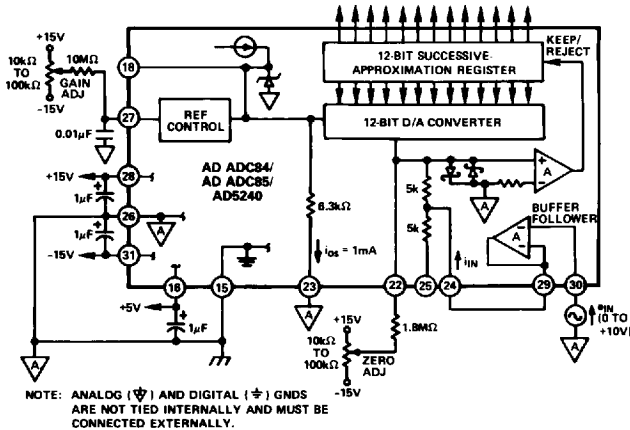 +15V
10kΩ
TO
100kΩ
-15V
10MΩ
GAIN
ADJ
0.01μF
18
27
REF
CONTROL
KEEP/
REJECT
12-BIT SUCCESSIVE-
APPROXIMATION REGISTER
12-BIT D/A CONVERTER
AD ADC84/
AD ADC85/
AD5240
+15V
28
1μF
26
A
1μF
-15V
31
6.3kΩ
iOS = 1mA
5k
5k
iIN
A
+
-
A
BUFFER
FOLLOWER
A
-
+5V
16
15
23
22
25
24
29
30
1μF
A
A
+15V
10kΩ
TO
100kΩ
-15V
ZERO
ADJ
1.8MΩ
eIN
(0 TO
+10V)
A
NOTE: ANALOG (A) AND DIGITAL (⏚) GNDS
ARE NOT TIED INTERNALLY AND MUST BE
CONNECTED EXTERNALLY.